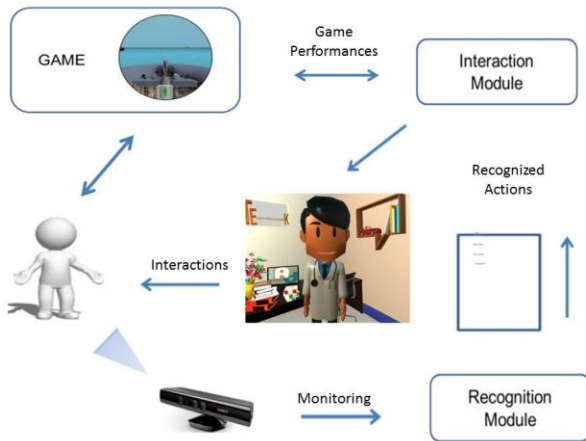 Game
Performances
GAME
Interaction
Module
Recognized
Actions
Interactions
Monitoring
Recognition
Module